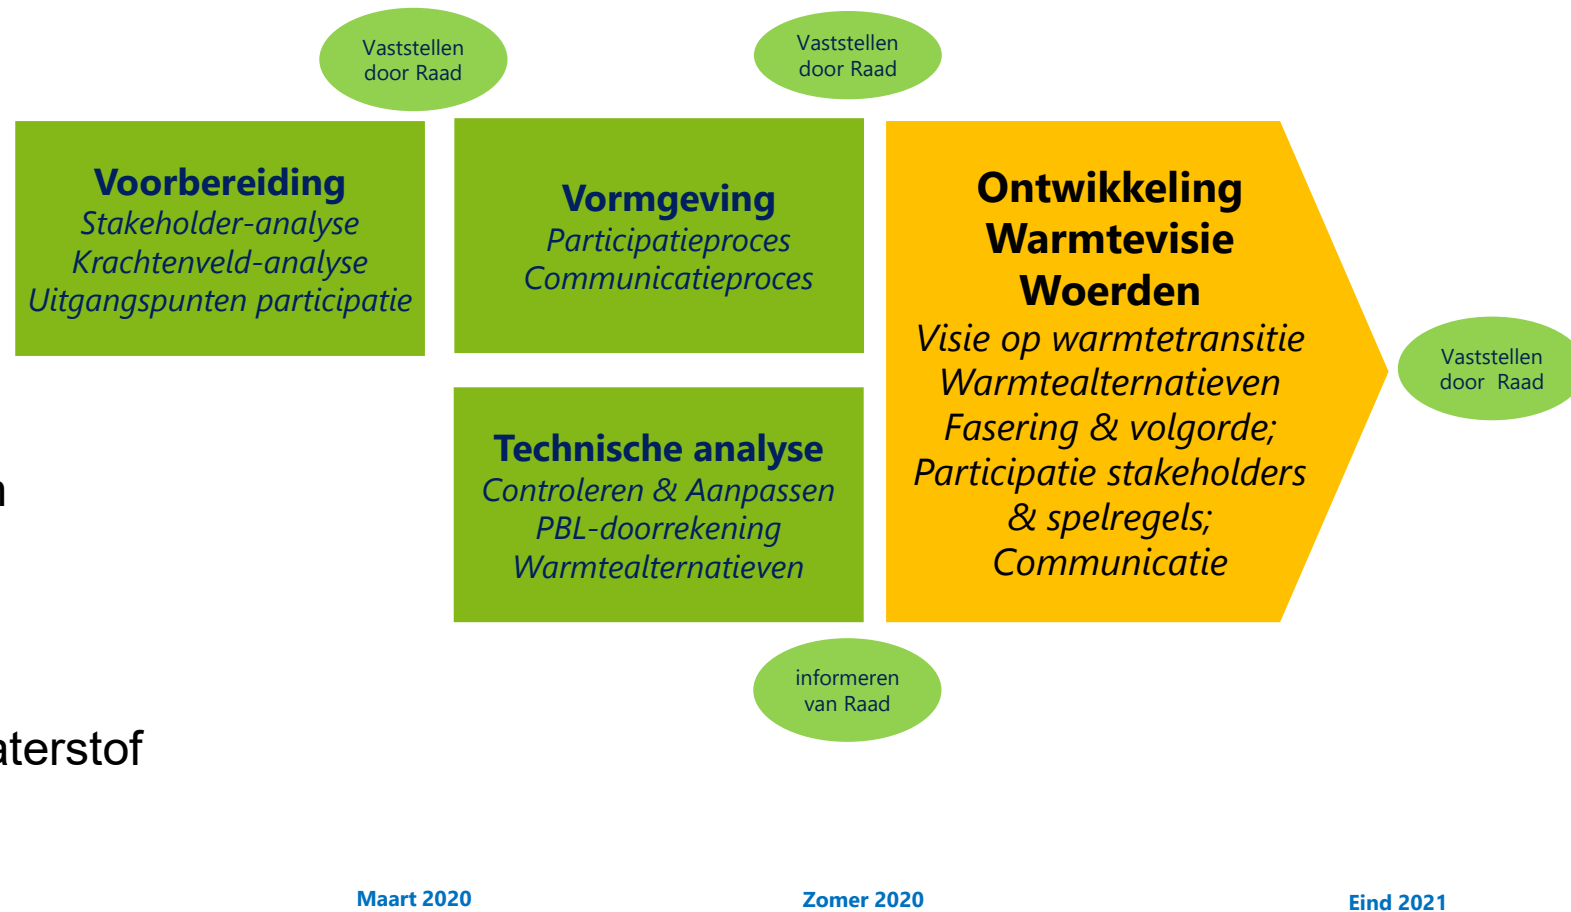 Vaststellen
door Raad
Vaststellen
door Raad
Voorbereiding
Stakeholder-analyse
Krachtenveld-analyse
Uitgangspunten participatie
Vormgeving
Participatieproces
Communicatieproces
Technische analyse
Controleren & Aanpassen
PBL-doorrekening
Warmtealternatieven
Ontwikkeling
Warmtevisie
Woerden
Visie op warmtetransitie
Warmtealternatieven
Fasering & volgorde;
Participatie stakeholders
& spelregels;
Communicatie
Vaststellen
door Raad
informeren
van Raad
aterstof
Maart 2020
Zomer 2020
Eind 2021